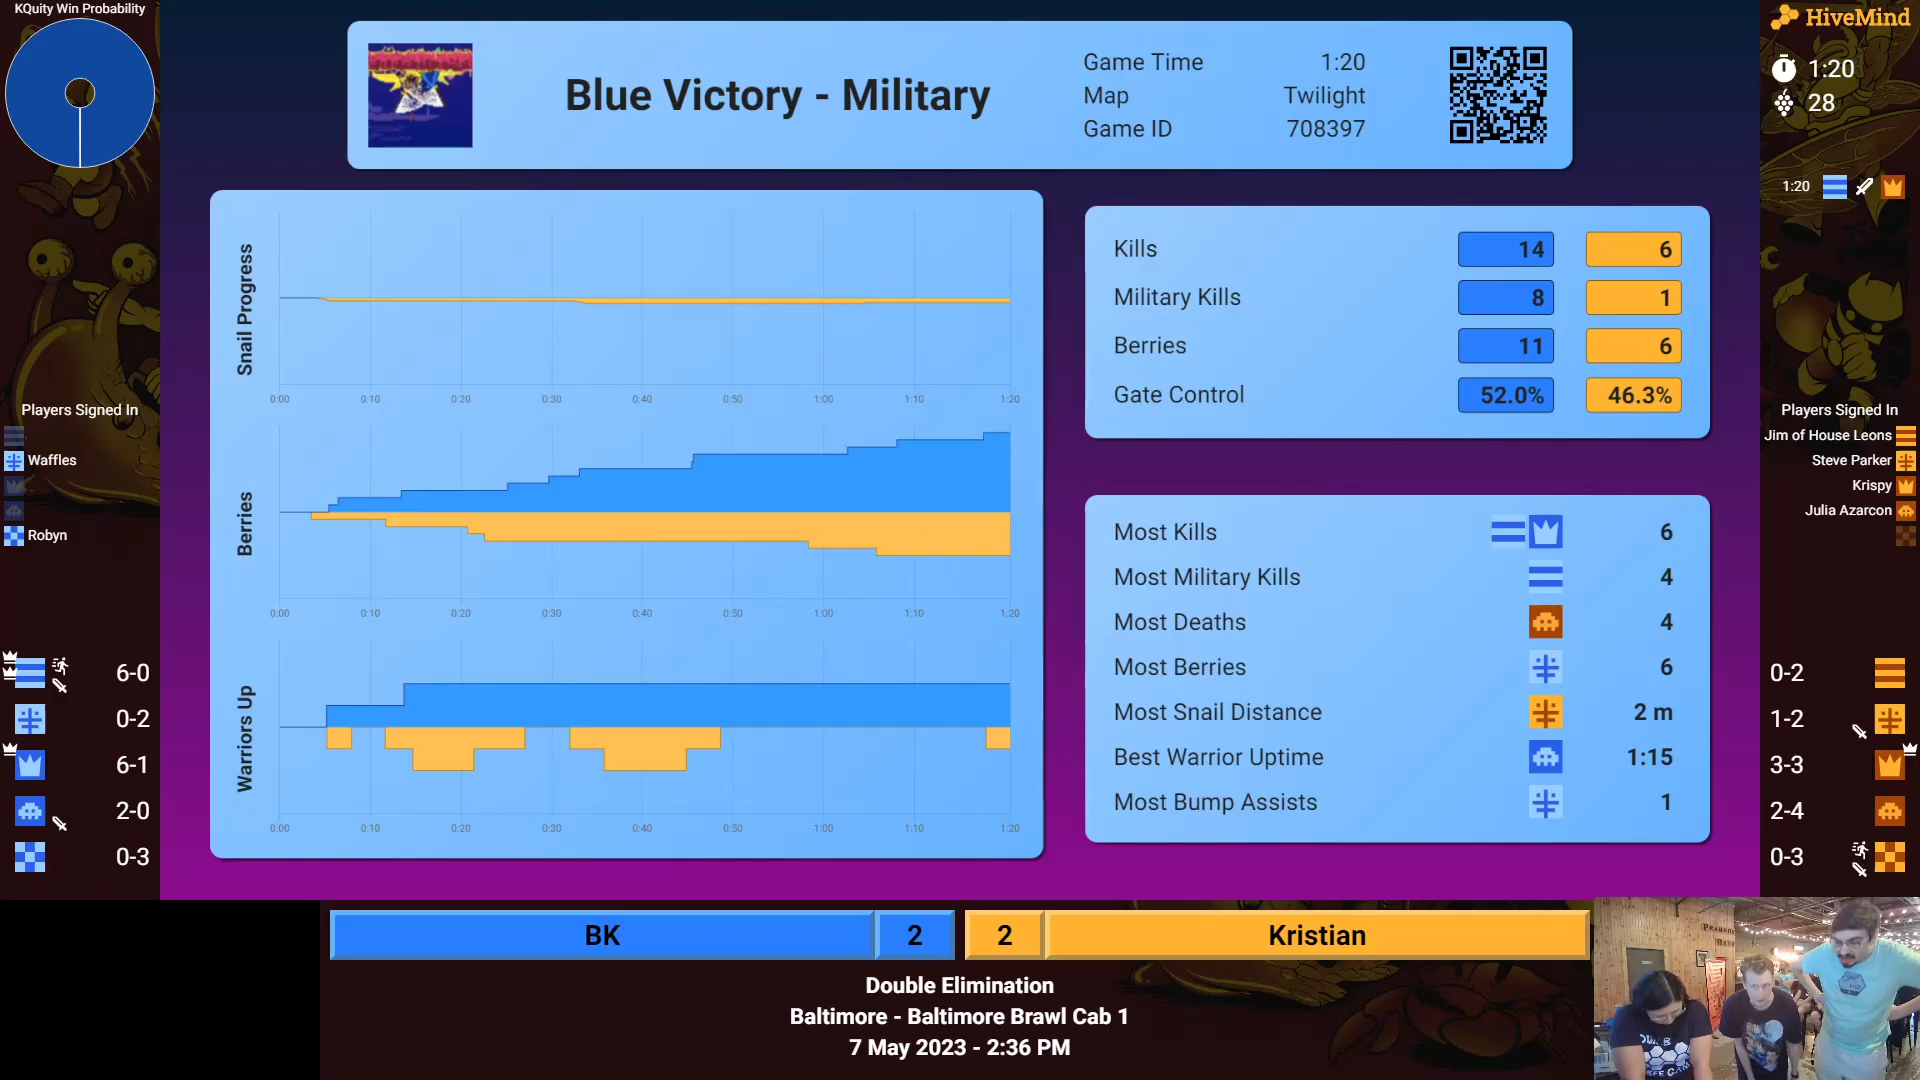 KQuity Win Probability
HiveMind
1:20
28
1:20
Blue Victory - Military
Game Time 1:20
Map Twilight
Game ID 708397
Snail Progress
0:00 0:10 0:20 0:30 0:40 0:50 1:00 1:10 1:20
Berries
0:00 0:10 0:20 0:30 0:40 0:50 1:00 1:10 1:20
Warriors Up
0:00 0:10 0:20 0:30 0:40 0:50 1:00 1:10 1:20
Kills 14 6
Military Kills 8 1
Berries 11 6
Gate Control 52.0% 46.3%
Most Kills 6
Most Military Kills 4
Most Deaths 4
Most Berries 6
Most Snail Distance 2 m
Best Warrior Uptime 1:15
Most Bump Assists 1
Players Signed In
Waffles
Robyn
6-0
0-2
6-1
2-0
0-3
Players Signed In
Jim of House Leons
Steve Parker
Krispy
Julia Azarcon
0-2
1-2
3-3
2-4
0-3
BK 2 2 Kristian
Double Elimination
Baltimore - Baltimore Brawl Cab 1
7 May 2023 - 2:36 PM